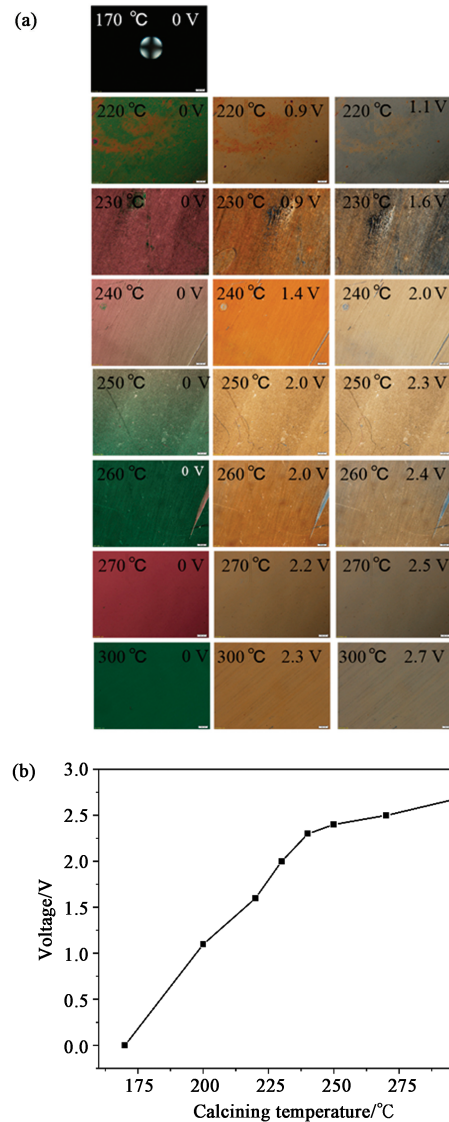 (a)
170 ℃ 0 V
220 ℃ 0 V 220 ℃ 0.9 V 220 ℃ 1.1 V
230 ℃ 0 V 230 ℃ 0.9 V 230 ℃ 1.6 V
240 ℃ 0 V 240 ℃ 1.4 V 240 ℃ 2.0 V
250 ℃ 0 V 250 ℃ 2.0 V 250 ℃ 2.3 V
260 ℃ 0 V 260 ℃ 2.0 V 260 ℃ 2.4 V
270 ℃ 0 V 270 ℃ 2.2 V 270 ℃ 2.5 V
300 ℃ 0 V 300 ℃ 2.3 V 300 ℃ 2.7 V
(b)
3.0
2.5
2.0
1.5
1.0
0.5
0.0
Voltage/V
175 200 225 250 275
Calcining temperature/℃